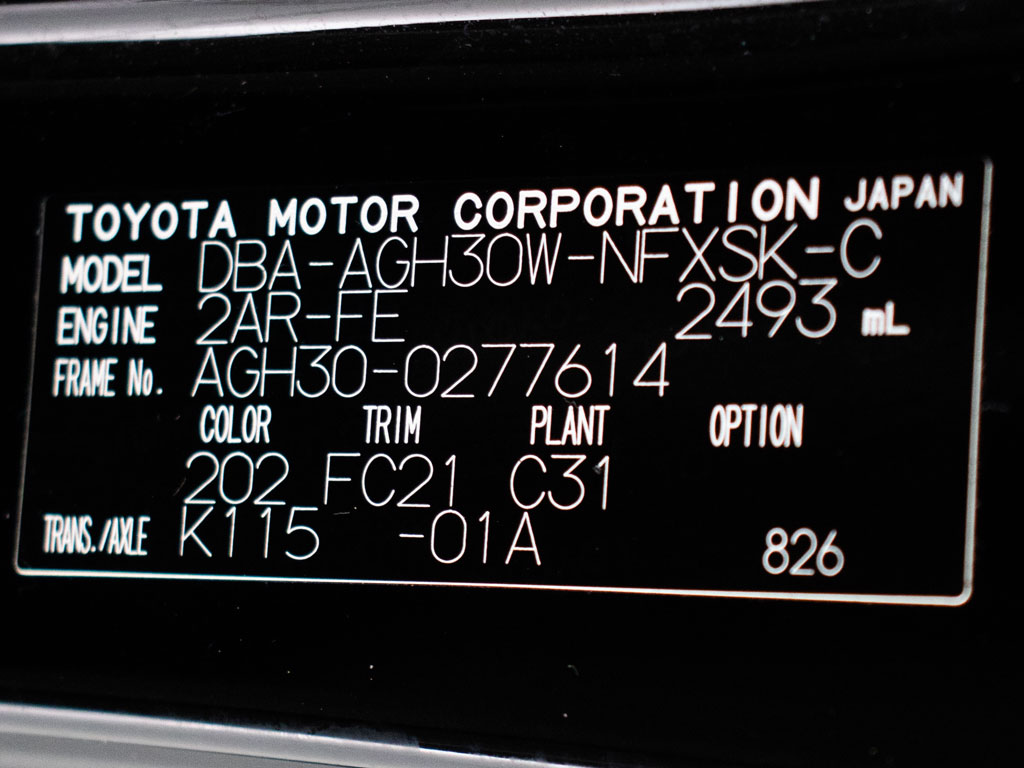 TOYOTA MOTOR CORPORATION JAPAN
MODEL DBA-AGH30W-NFXSK-C
ENGINE 2AR-FE 2493 mL
FRAME No. AGH30-0277614
COLOR TRIM PLANT OPTION
202 FC21 C31
TRANS./AXLE K115 -01A 826